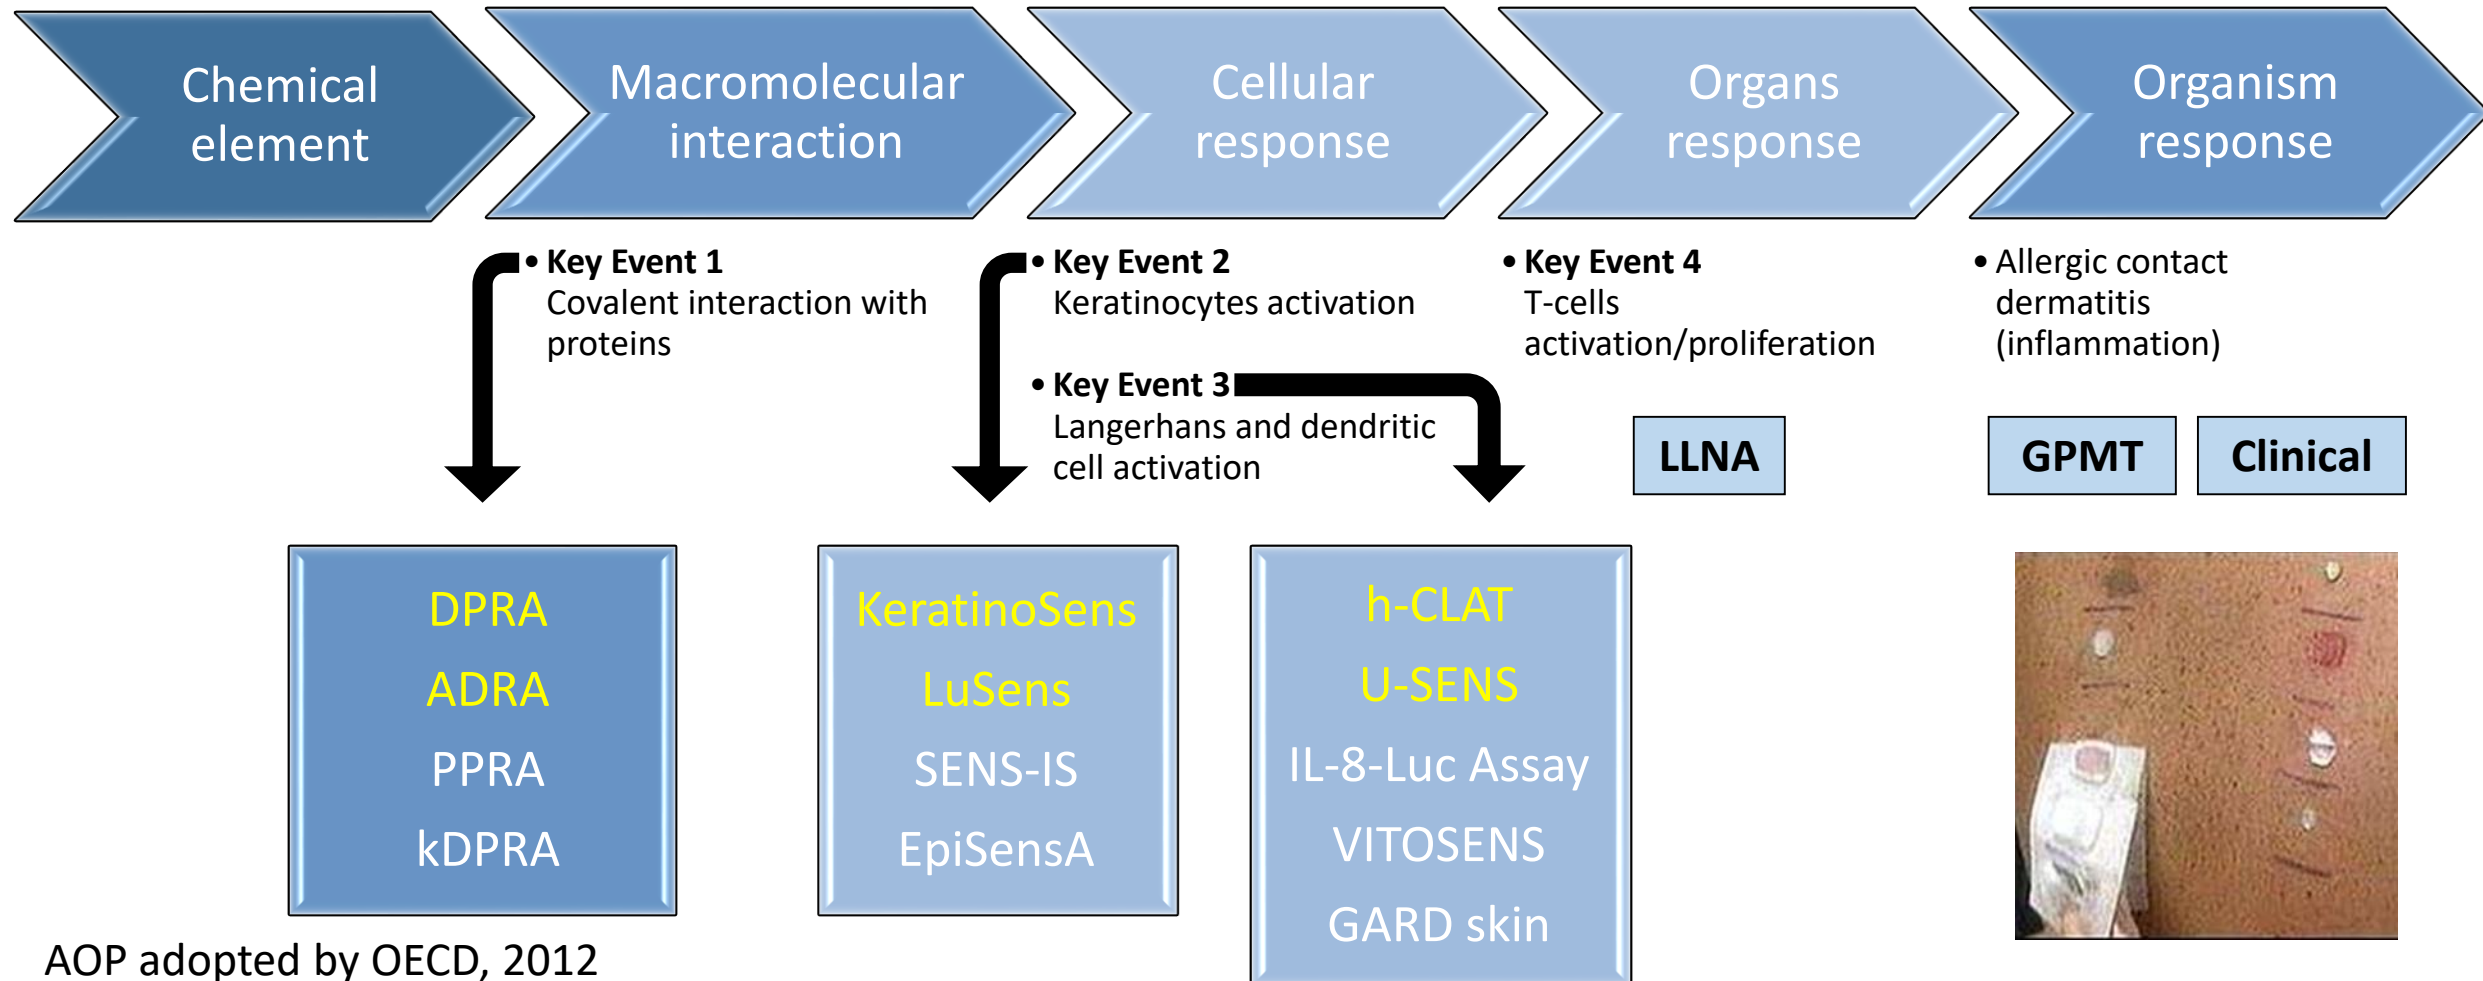 Chemical
element
Macromolecular
interaction
Cellular
response
Organs
response
Organism
response
• Key Event 1
Covalent interaction with
proteins
• Key Event 2
Keratinocytes activation
• Key Event 3
Langerhans and dendritic
cell activation
• Key Event 4
T-cells
activation/proliferation
• Allergic contact
dermatitis
(inflammation)
LLNA
GPMT
Clinical
DPRA
ADRA
PPRA
kDPRA
KeratinoSens
LuSens
SENS-IS
EpiSensA
h-CLAT
U-SENS
IL-8-Luc Assay
VITOSENS
GARD skin
AOP adopted by OECD, 2012